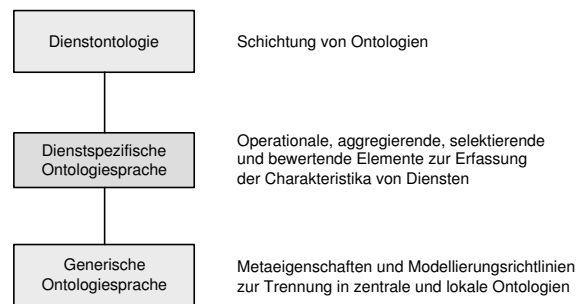 Dienstontologie
Schichtung von Ontologien
Dienstspezifische
Ontologiesprache
Operationale, aggregierende, selektierende
und bewertende Elemente zur Erfassung
der Charakteristika von Diensten
Generische
Ontologiesprache
Metaeigenschaften und Modellierungsrichtlinien
zur Trennung in zentrale und lokale Ontologien